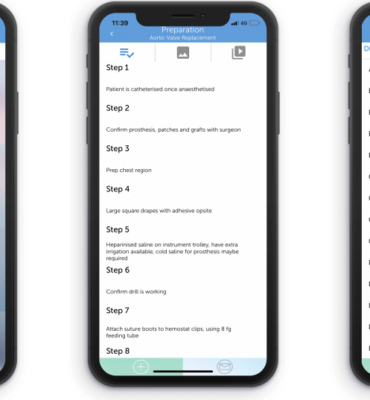 11:39
4G
Preparation
Aortic Valve Replacement
Step 1
Patient is catheterised once anaesthetised
Step 2
Confirm prosthesis, patches and grafts with surgeon
Step 3
Prep chest region
Step 4
Large square drapes with adhesive opsite
Step 5
Heparinised saline on instrument trolley, have extra
irrigation available, cold saline for prosthesis maybe
required
Step 6
Confirm drill is working
Step 7
Attach suture boots to hemostat clips, using 8 fg
feeding tube
Step 8